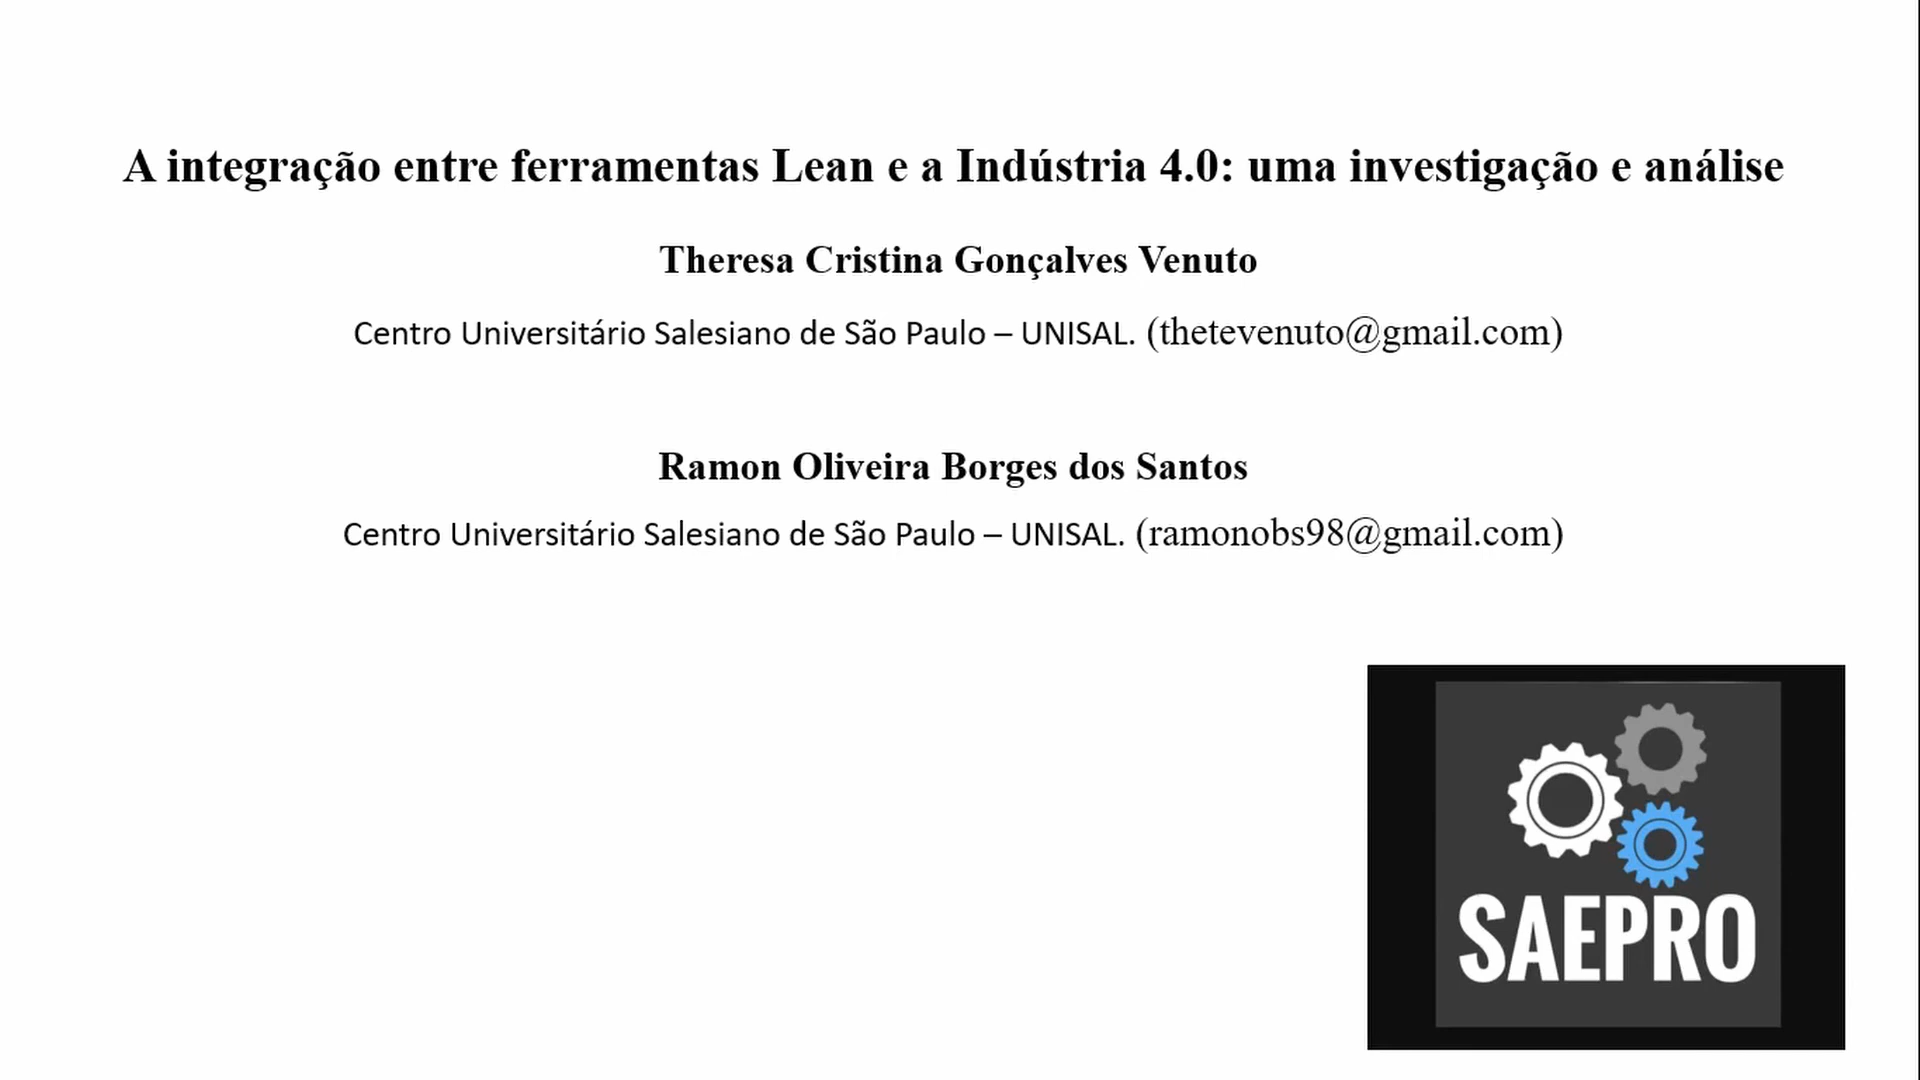 A integração entre ferramentas Lean e a Indústria 4.0: uma investigação e análise
Theresa Cristina Gonçalves Venuto
Centro Universitário Salesiano de São Paulo – UNISAL. (thetevenuto@gmail.com)
Ramon Oliveira Borges dos Santos
Centro Universitário Salesiano de São Paulo – UNISAL. (ramonobs98@gmail.com)
SAEPRO